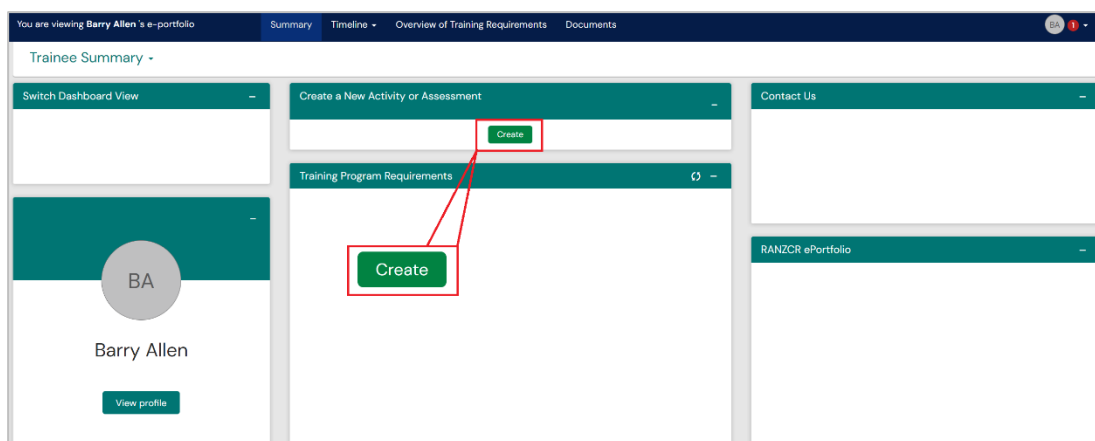 You are viewing Barry Allen 's e-portfolio
Summary
Timeline
Overview of Training Requirements
Documents
BA
1
Trainee Summary
Switch Dashboard View
Create a New Activity or Assessment
Contact Us
Create
Training Program Requirements
Create
RANZCR ePortfolio
BA
Barry Allen
View profile